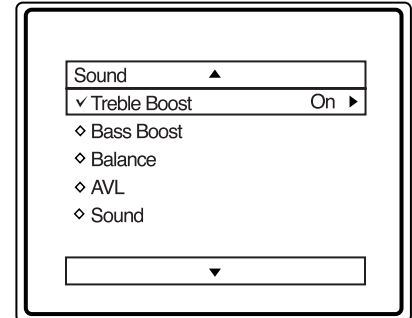 Sound ▲
✓ Treble Boost On ▶
◇ Bass Boost
◇ Balance
◇ AVL
◇ Sound
▼